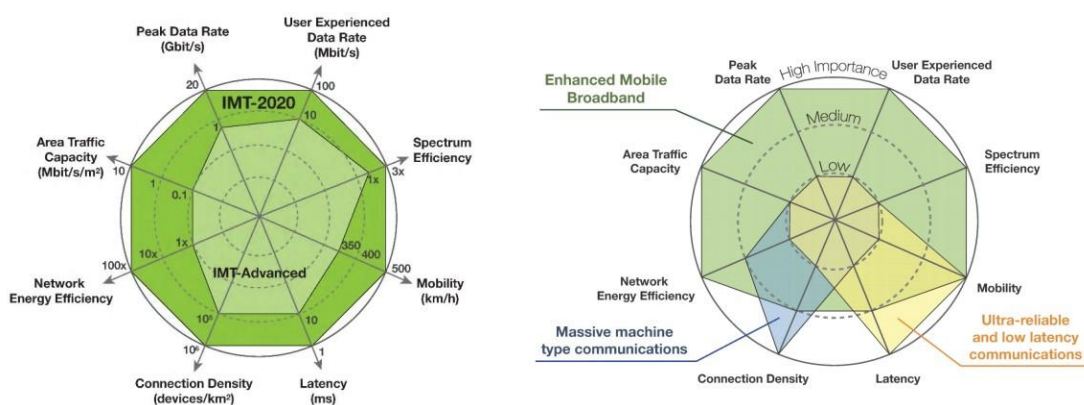 Peak Data Rate
(Gbit/s)
User Experienced
Data Rate
(Mbit/s)
20
100
IMT-2020
1
10
Area Traffic
Capacity
(Mbit/s/m²)
Spectrum
Efficiency
10
1
0.1
1x
3x
1x
10x
100x
350
400
500
IMT-Advanced
Network
Energy Efficiency
Mobility
(km/h)
10⁵
10
10⁶
1
Connection Density
(devices/km²)
Latency
(ms)
Enhanced Mobile
Broadband
Peak
Data Rate
High Importance
User Experienced
Data Rate
Medium
Low
Area Traffic
Capacity
Spectrum
Efficiency
Network
Energy Efficiency
Mobility
Massive machine
type communications
Ultra-reliable
and low latency
communications
Connection Density
Latency